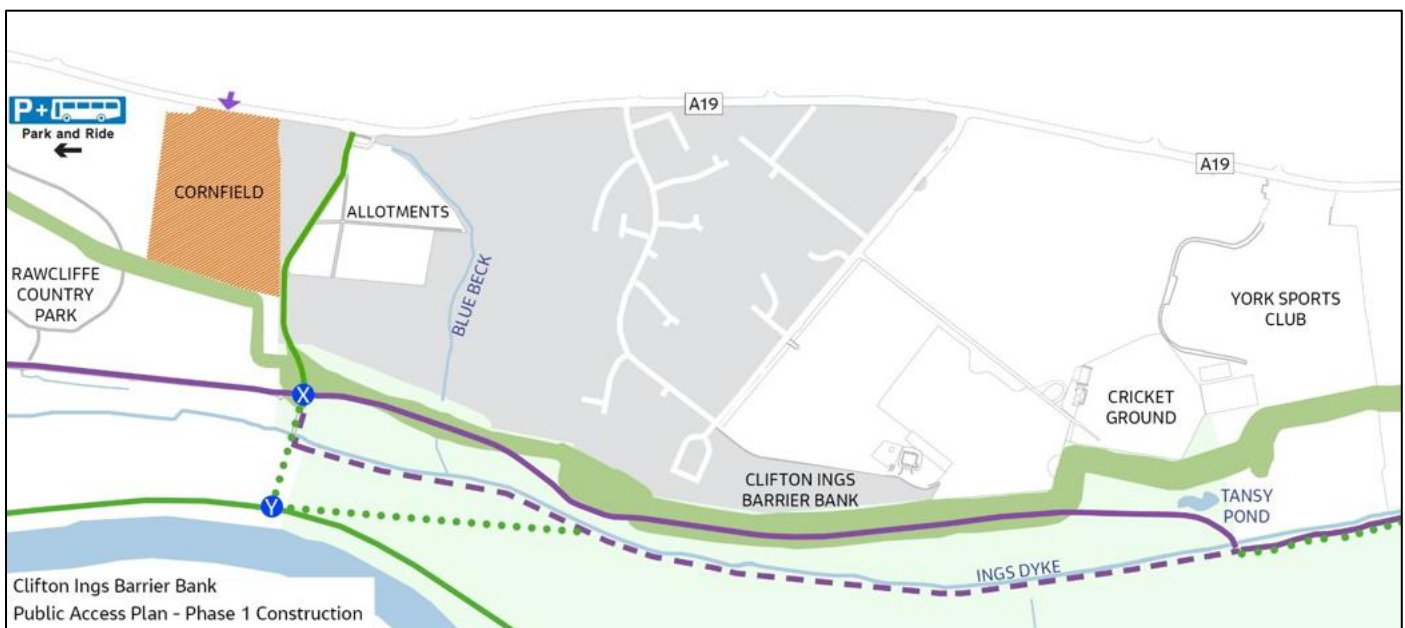 A19
P+
Park and Ride
A19
CORNFIELD
ALLOTMENTS
RAWCLIFFE
COUNTRY
PARK
BLUE BECK
YORK SPORTS
CLUB
X
CRICKET
GROUND
CLIFTON INGS
BARRIER BANK
Y
TANSY
POND
INGS DYKE
Clifton Ings Barrier Bank
Public Access Plan - Phase 1 Construction